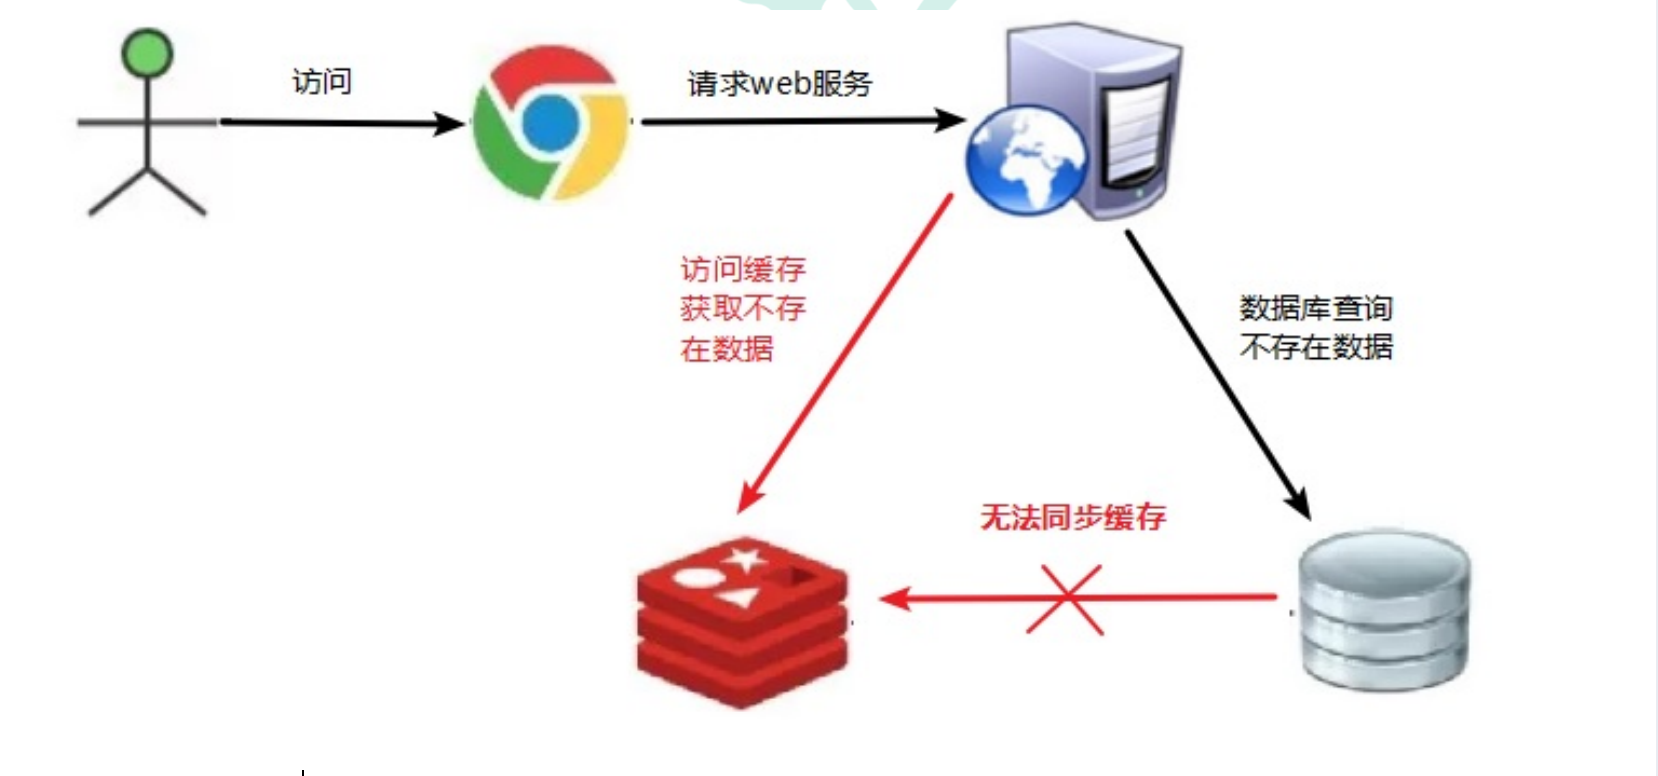 访问
请求web服务
访问缓存
获取不存
在数据
数据库查询
不存在数据
无法同步缓存